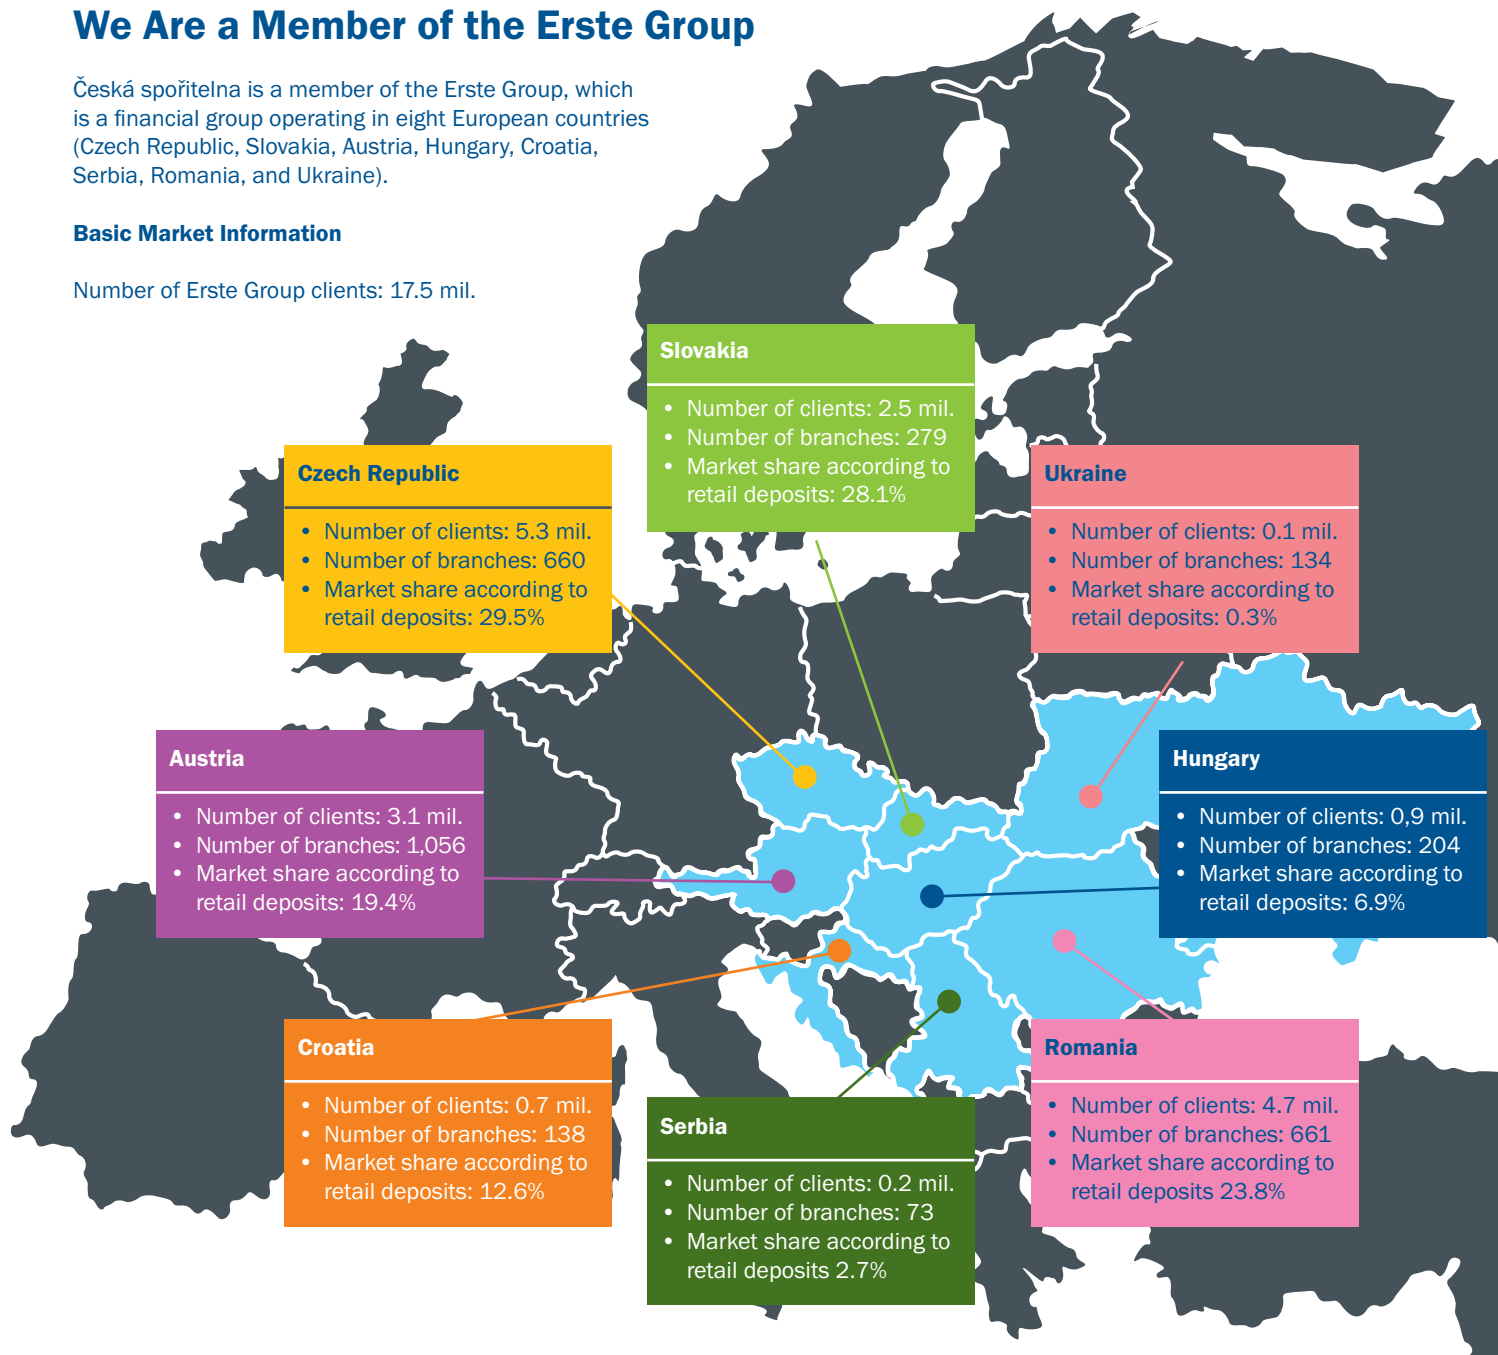 We Are a Member of the Erste Group
Česká spořitelna is a member of the Erste Group, which
is a financial group operating in eight European countries
(Czech Republic, Slovakia, Austria, Hungary, Croatia,
Serbia, Romania, and Ukraine).
Basic Market Information
Number of Erste Group clients: 17.5 mil.
Slovakia
• Number of clients: 2.5 mil.
• Number of branches: 279
• Market share according to
retail deposits: 28.1%
Czech Republic
• Number of clients: 5.3 mil.
• Number of branches: 660
• Market share according to
retail deposits: 29.5%
Ukraine
• Number of clients: 0.1 mil.
• Number of branches: 134
• Market share according to
retail deposits: 0.3%
Austria
• Number of clients: 3.1 mil.
• Number of branches: 1,056
• Market share according to
retail deposits: 19.4%
Hungary
• Number of clients: 0,9 mil.
• Number of branches: 204
• Market share according to
retail deposits: 6.9%
Croatia
• Number of clients: 0.7 mil.
• Number of branches: 138
• Market share according to
retail deposits: 12.6%
Romania
• Number of clients: 4.7 mil.
• Number of branches: 661
• Market share according to
retail deposits 23.8%
Serbia
• Number of clients: 0.2 mil.
• Number of branches: 73
• Market share according to
retail deposits 2.7%